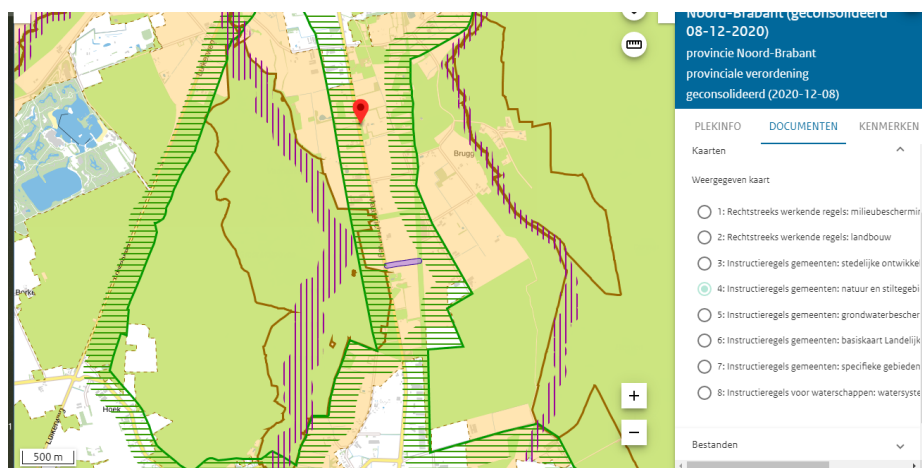 Noord-Brabant (geconsolideerd
08-12-2020)
provincie Noord-Brabant
provinciale verordening
geconsolideerd (2020-12-08)
PLEKINFO DOCUMENTEN KENMERKEN
Kaarten
Weergegeven kaart
1: Rechtstreeks werkende regels: milieubeschermin
2: Rechtstreeks werkende regels: landbouw
3: Instructieregels gemeenten: stedelijke ontwikke
4: Instructieregels gemeenten: natuur en stiltegebi
5: Instructieregels gemeenten: grondwaterbescher
6: Instructieregels gemeenten: basiskaart Landelijk
7: Instructieregels gemeenten: specifieke gebieden
8: Instructieregels voor waterschappen: watersyste
Bestanden
Brugg
Hoek
500 m
+
−